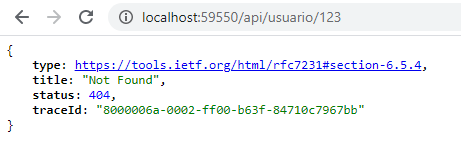 localhost:59550/api/usuario/123
{
type: https://tools.ietf.org/html/rfc7231#section-6.5.4,
title: "Not Found",
status: 404,
traceId: "8000006a-0002-ff00-b63f-84710c7967bb"
}